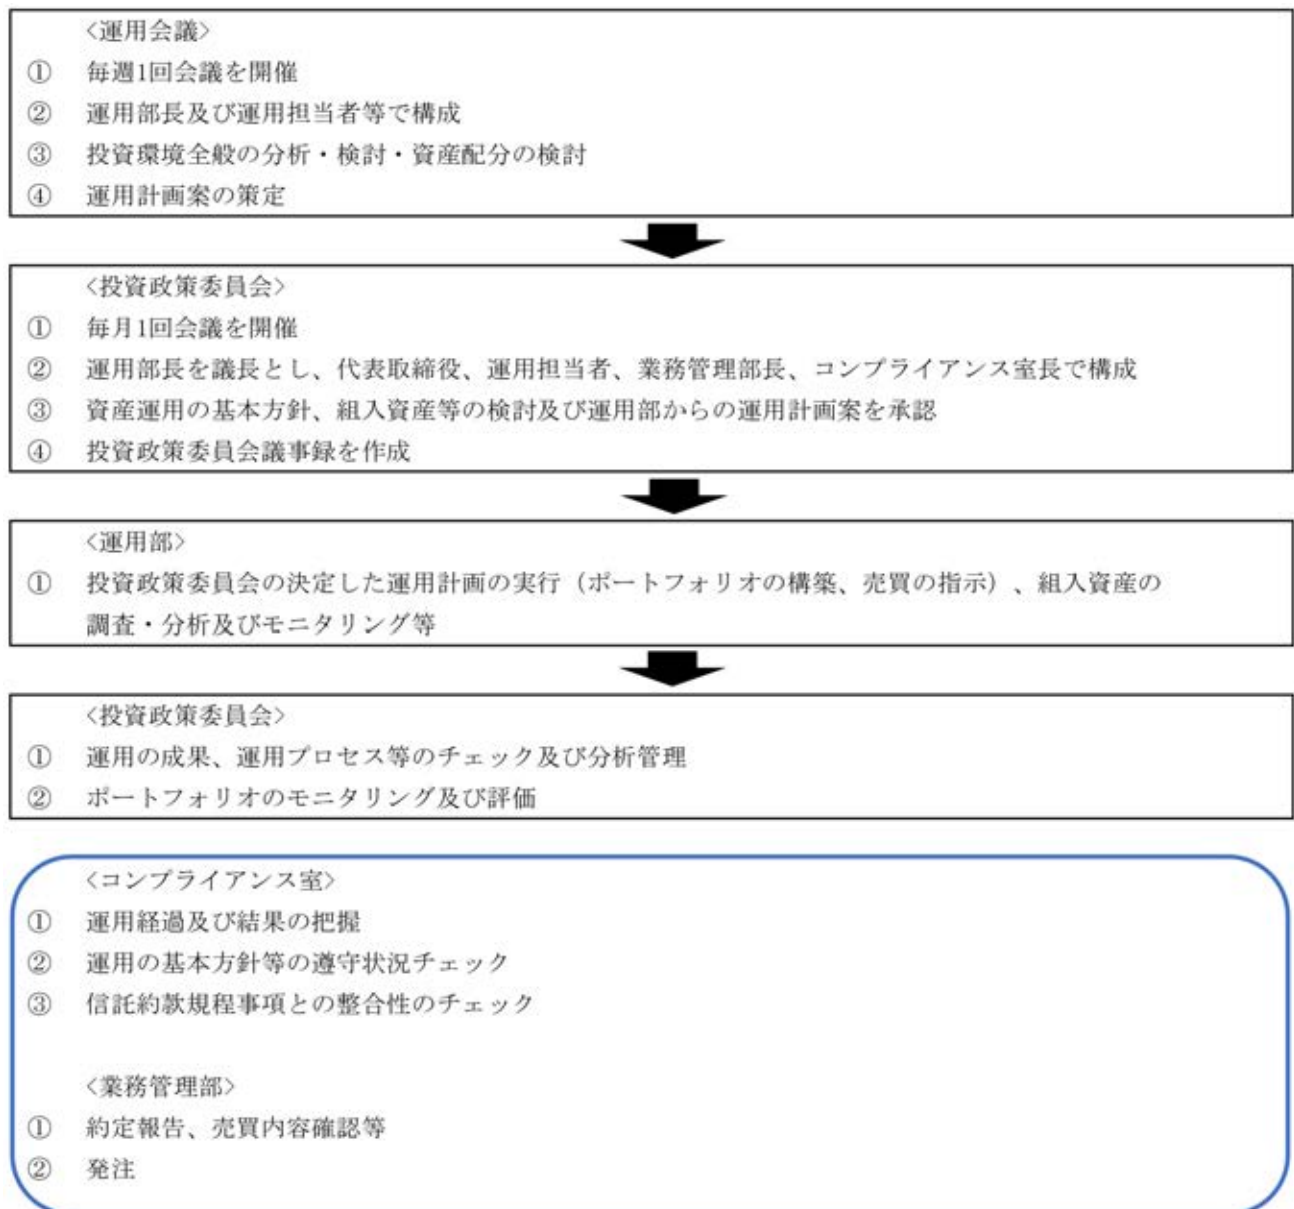 〈運用会議〉
① 毎週1回会議を開催
② 運用部長及び運用担当者等で構成
③ 投資環境全般の分析・検討・資産配分の検討
④ 運用計画案の策定
〈投資政策委員会〉
① 毎月1回会議を開催
② 運用部長を議長とし、代表取締役、運用担当者、業務管理部長、コンプライアンス室長で構成
③ 資産運用の基本方針、組入資産等の検討及び運用部からの運用計画案を承認
④ 投資政策委員会議事録を作成
〈運用部〉
① 投資政策委員会の決定した運用計画の実行（ポートフォリオの構築、売買の指示）、組入資産の
調査・分析及びモニタリング等
〈投資政策委員会〉
① 運用の成果、運用プロセス等のチェック及び分析管理
② ポートフォリオのモニタリング及び評価
〈コンプライアンス室〉
① 運用経過及び結果の把握
② 運用の基本方針等の遵守状況チェック
③ 信託約款規程事項との整合性のチェック
〈業務管理部〉
① 約定報告、売買内容確認等
② 発注